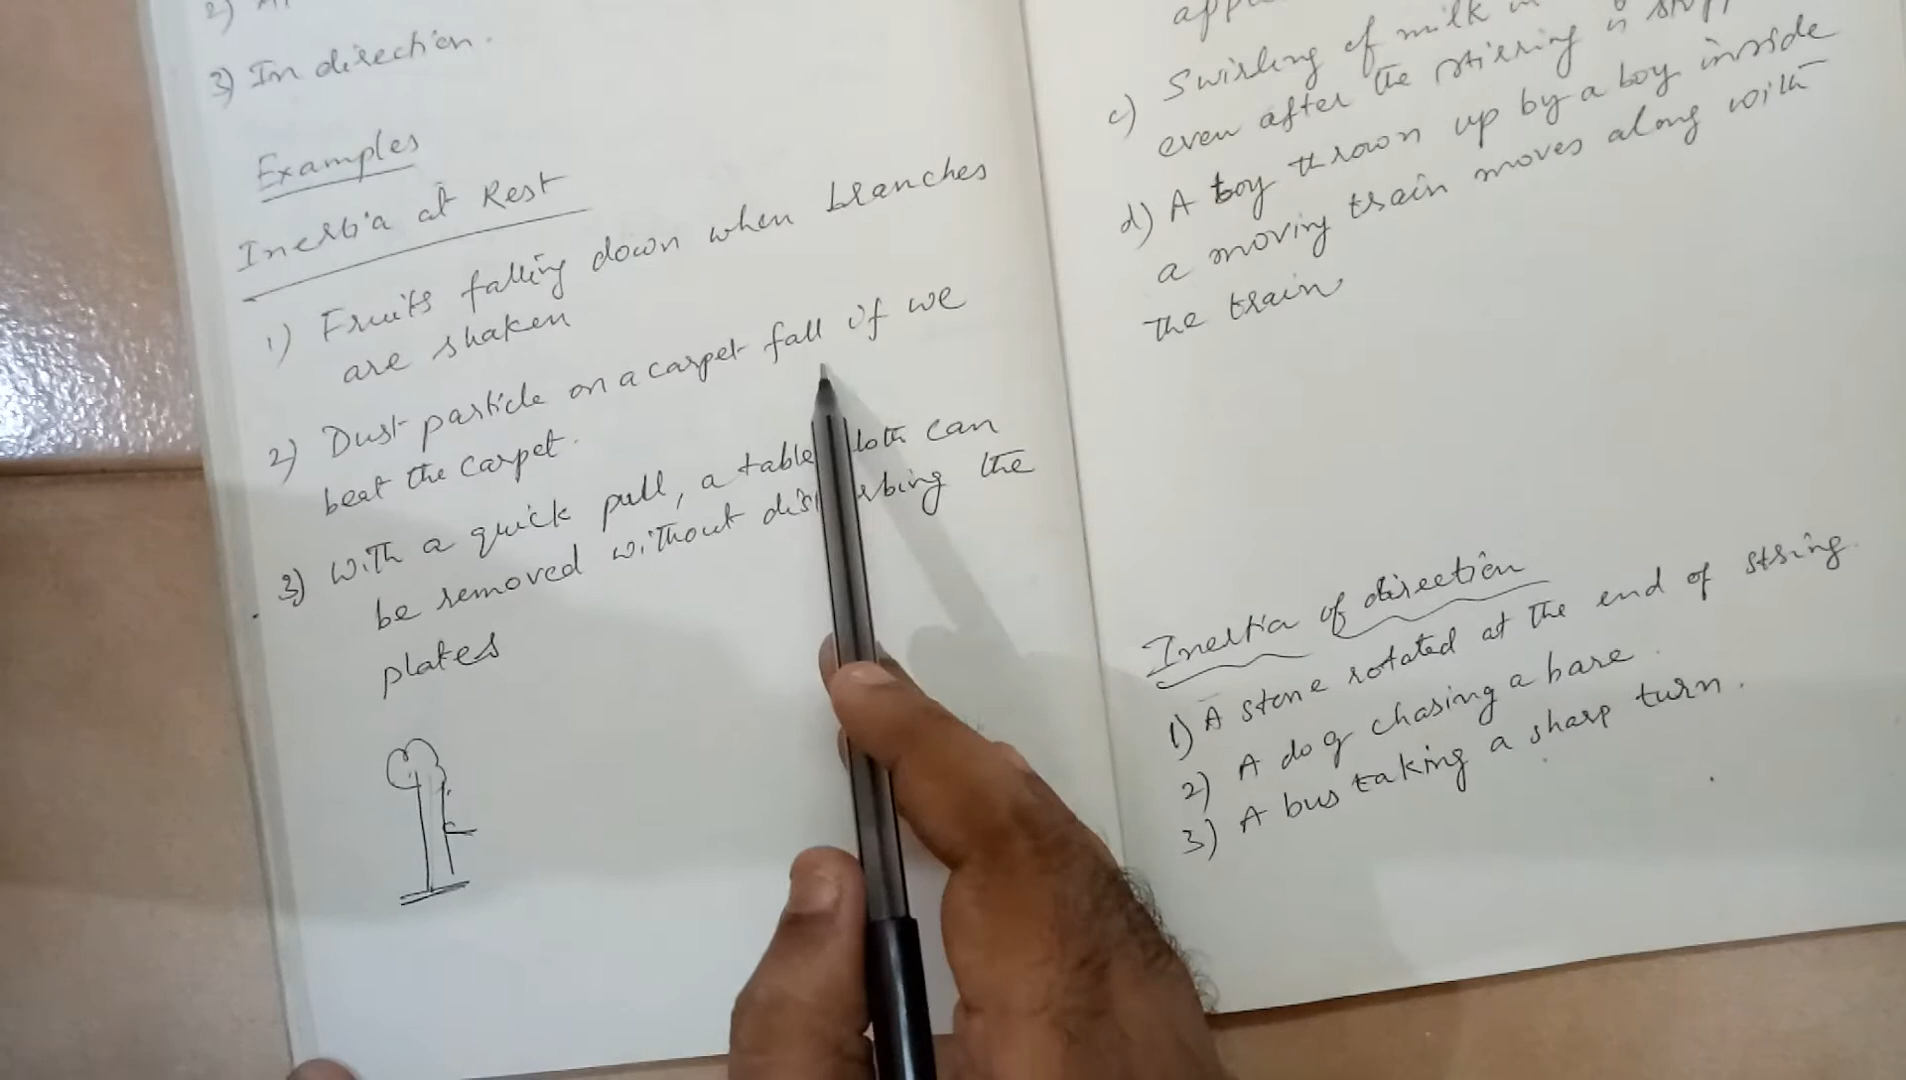 2)
3) In direction.
Examples
Inertia at Rest
1) Fruits falling down when branches
are shaken
2) Dust particle on a carpet fall if we
beat the carpet.
3) With a quick pull, a table cloth can
be removed without disturbing the
plates
c) Swirling of milk
even after the stirring is
d) A toy thrown up by a boy inside
a moving train moves along with
the train
Inertia of direction
1) A stone rotated at the end of string.
2) A dog chasing a hare.
3) A bus taking a sharp turn.